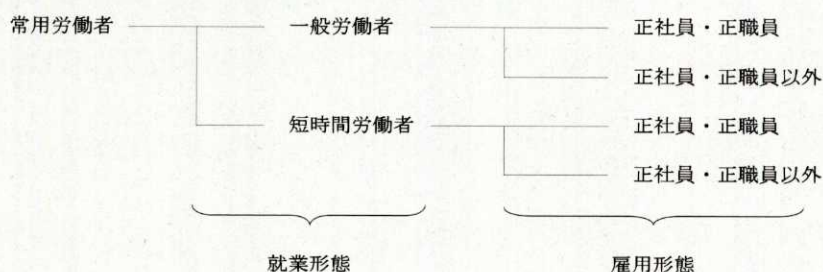 常用労働者 一般労働者 正社員・正職員
正社員・正職員以外
短時間労働者 正社員・正職員
正社員・正職員以外
就業形態 雇用形態